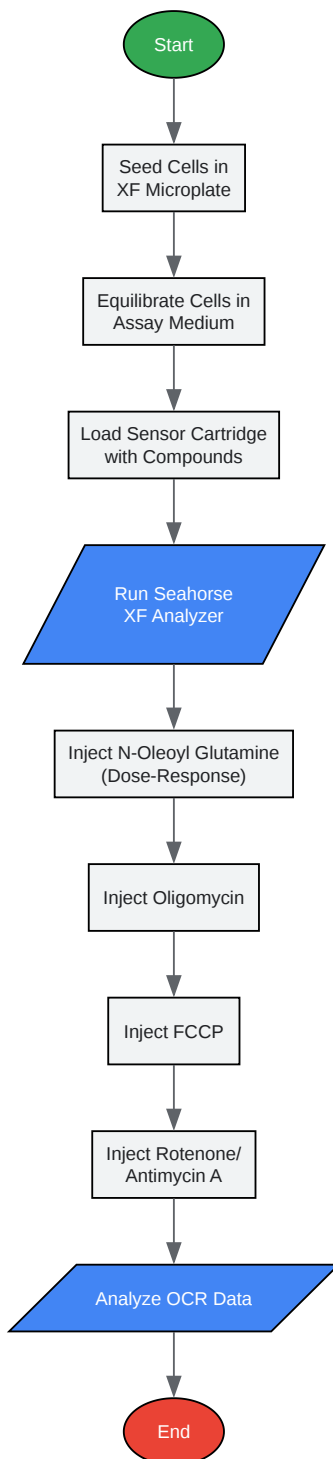 Start
Seed Cells in
XF Microplate
Equilibrate Cells in
Assay Medium
Load Sensor Cartridge
with Compounds
Run Seahorse
XF Analyzer
Inject N-Oleoyl Glutamine
(Dose-Response)
Inject Oligomycin
Inject FCCP
Inject Rotenone/
Antimycin A
Analyze OCR Data
End